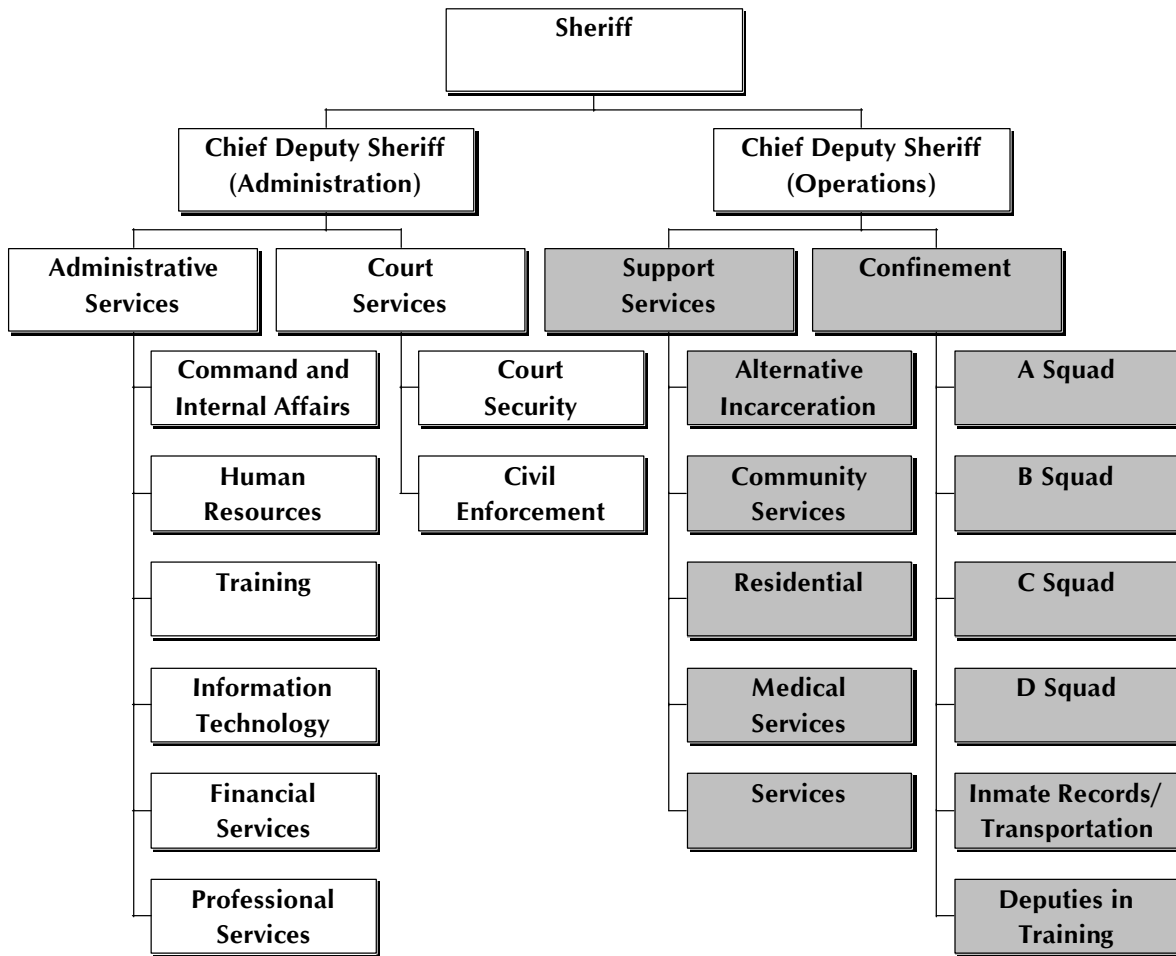 Sheriff
Chief Deputy Sheriff
(Administration)
Chief Deputy Sheriff
(Operations)
Administrative
Services
Court
Services
Support
Services
Confinement
Command and
Internal Affairs
Human
Resources
Training
Information
Technology
Financial
Services
Professional
Services
Court
Security
Civil
Enforcement
Alternative
Incarceration
Community
Services
Residential
Medical
Services
Services
A Squad
B Squad
C Squad
D Squad
Inmate Records/
Transportation
Deputies in
Training